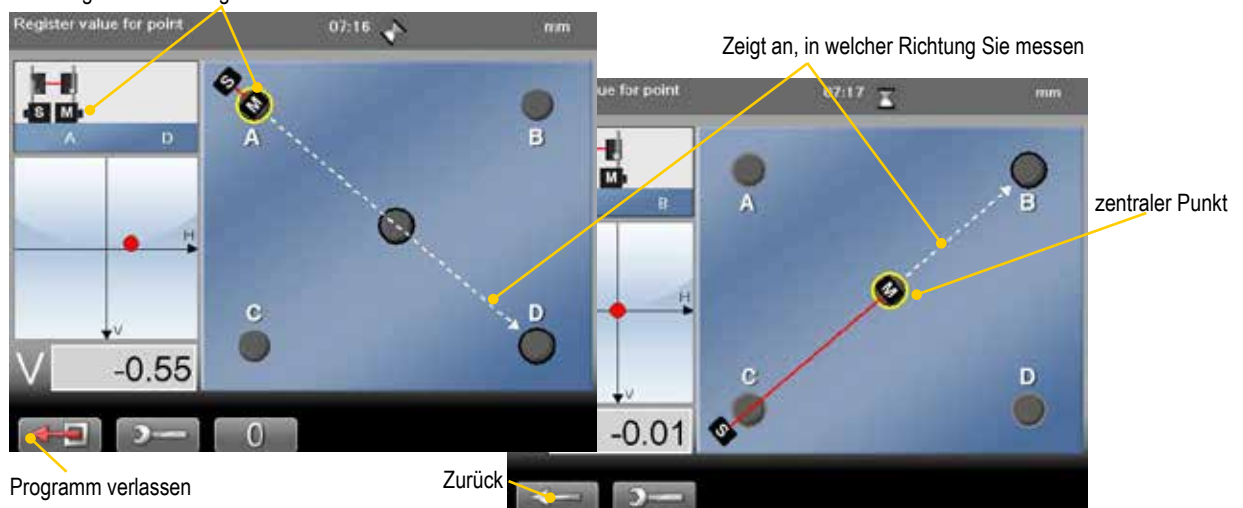 Register value for point 07:16 mm
S M
A D
H
V
V -0.55
0
S
M
A
B
C
D
Programm verlassen
Zeigt an, in welcher Richtung Sie messen
ue for point 07:17 mm
M
B
H
V
-0.01
A
B
M
C
D
S
zentraler Punkt
Zurück